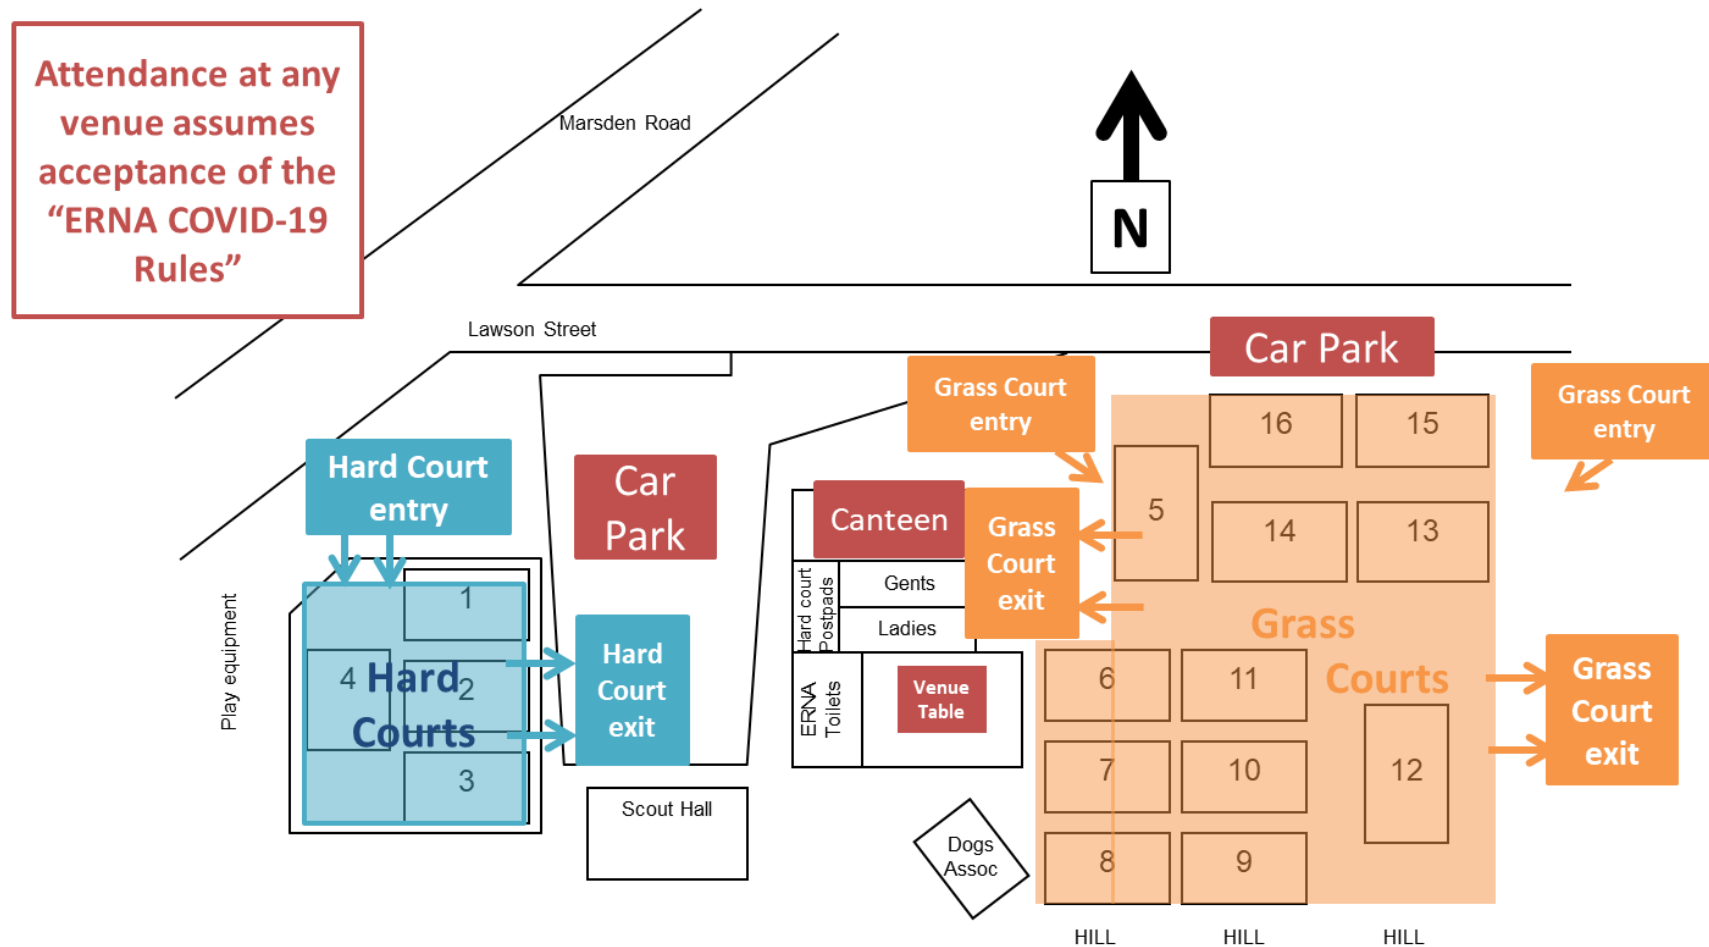 Attendance at any
venue assumes
acceptance of the
“ERNA COVID-19
Rules”
Marsden Road
N
Lawson Street
Car Park
Grass Court
entry
Grass Court
entry
Hard Court
entry
Car
Park
Canteen
Grass
Court
exit
16
15
5
14
13
Hard court
Postpads
Gents
Ladies
Play equipment
1
4
2
3
Hard
Courts
Hard
Court
exit
ERNA
Toilets
Venue
Table
Grass
Courts
6
11
7
10
12
8
9
Grass
Court
exit
Scout Hall
Dogs
Assoc
HILL
HILL
HILL